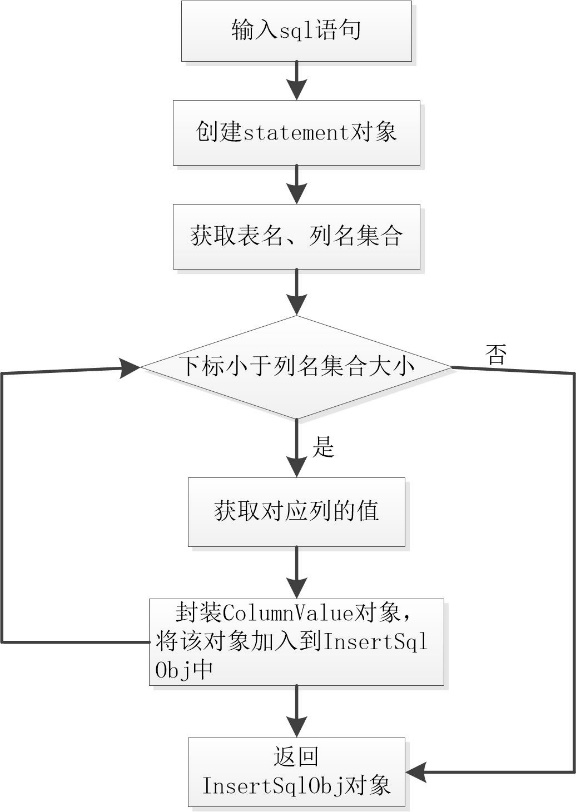 输入sql语句
创建statement对象
获取表名、列名集合
下标小于列名集合大小
否
是
获取对应列的值
封装ColumnValue对象,
将该对象加入到InsertSql
Obj中
返回
InsertSqlObj对象